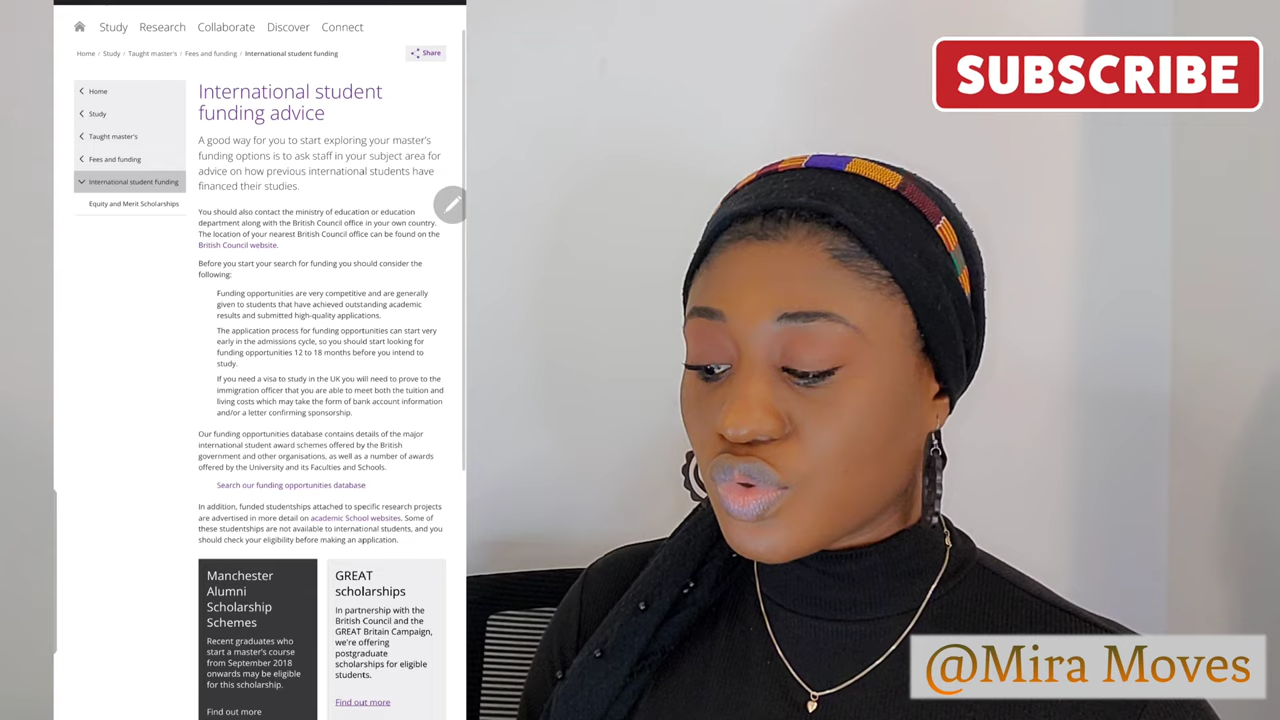 Study Research Collaborate Discover Connect
Home / Study / Taught master's / Fees and funding / International student funding
Share
Home
Study
Taught master's
Fees and funding
International student funding
Equity and Merit Scholarships
International student
funding advice
A good way for you to start exploring your master's
funding options is to ask staff in your subject area for
advice on how previous international students have
financed their studies.
You should also contact the ministry of education or education
department along with the British Council office in your own country.
The location of your nearest British Council office can be found on the
British Council website.
Before you start your search for funding you should consider the
following:
Funding opportunities are very competitive and are generally
given to students that have achieved outstanding academic
results and submitted high-quality applications.
The application process for funding opportunities can start very
early in the admissions cycle, so you should start looking for
funding opportunities 12 to 18 months before you intend to
study.
If you need a visa to study in the UK you will need to prove to the
immigration officer that you are able to meet both the tuition and
living costs which may take the form of bank account information
and/or a letter confirming sponsorship.
Our funding opportunities database contains details of the major
international student award schemes offered by the British
government and other organisations, as well as a number of awards
offered by the University and its Faculties and Schools.
Search our funding opportunities database
In addition, funded studentships attached to specific research projects
are advertised in more detail on academic School websites. Some of
these studentships are not available to international students, and you
should check your eligibility before making an application.
Manchester
Alumni
Scholarship
Schemes
Recent graduates who
start a master's course
from September 2018
onwards may be eligible
for this scholarship.
Find out more
GREAT
scholarships
In partnership with the
British Council and the
GREAT Britain Campaign,
we're offering
postgraduate
scholarships for eligible
students.
Find out more
SUBSCRIBE
@Mira Moves